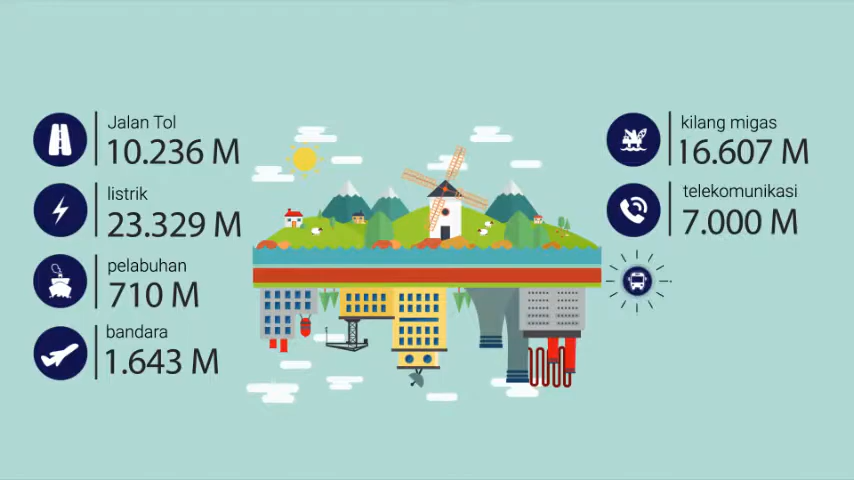 Jalan Tol
10.236 M
listrik
23.329 M
pelabuhan
710 M
bandara
1.643 M
kilang migas
16.607 M
telekomunikasi
7.000 M